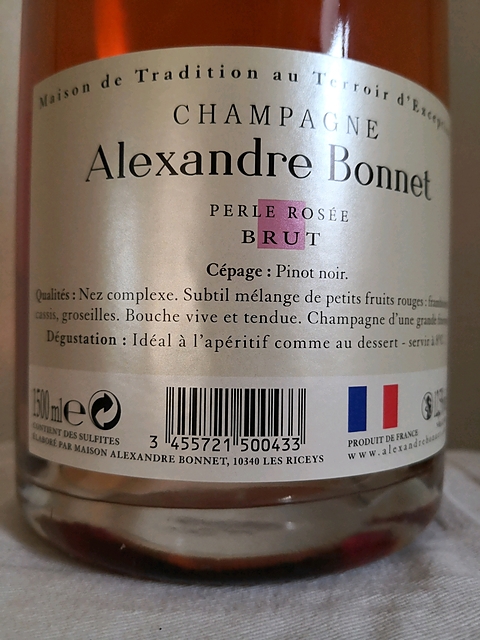 Maison de Tradition au Terroir
CHAMPAGNE
Alexandre Bonnet
PERLE ROSÉE
BRUT
Cépage : Pinot noir.
Qualités : Nez complexe. Subtil mélange de petits fruits rouges :
cassis, groseilles. Bouche vive et tendue. Champagne d'une grande
Dégustation : Idéal à l'apéritif comme au dessert - servir à
1500 ml e
CONTIENT DES SULFITES
ÉLABORÉ PAR MAISON ALEXANDRE BONNET, 10340 LES RICEYS
3 455721 500433
PRODUIT DE FRANCE